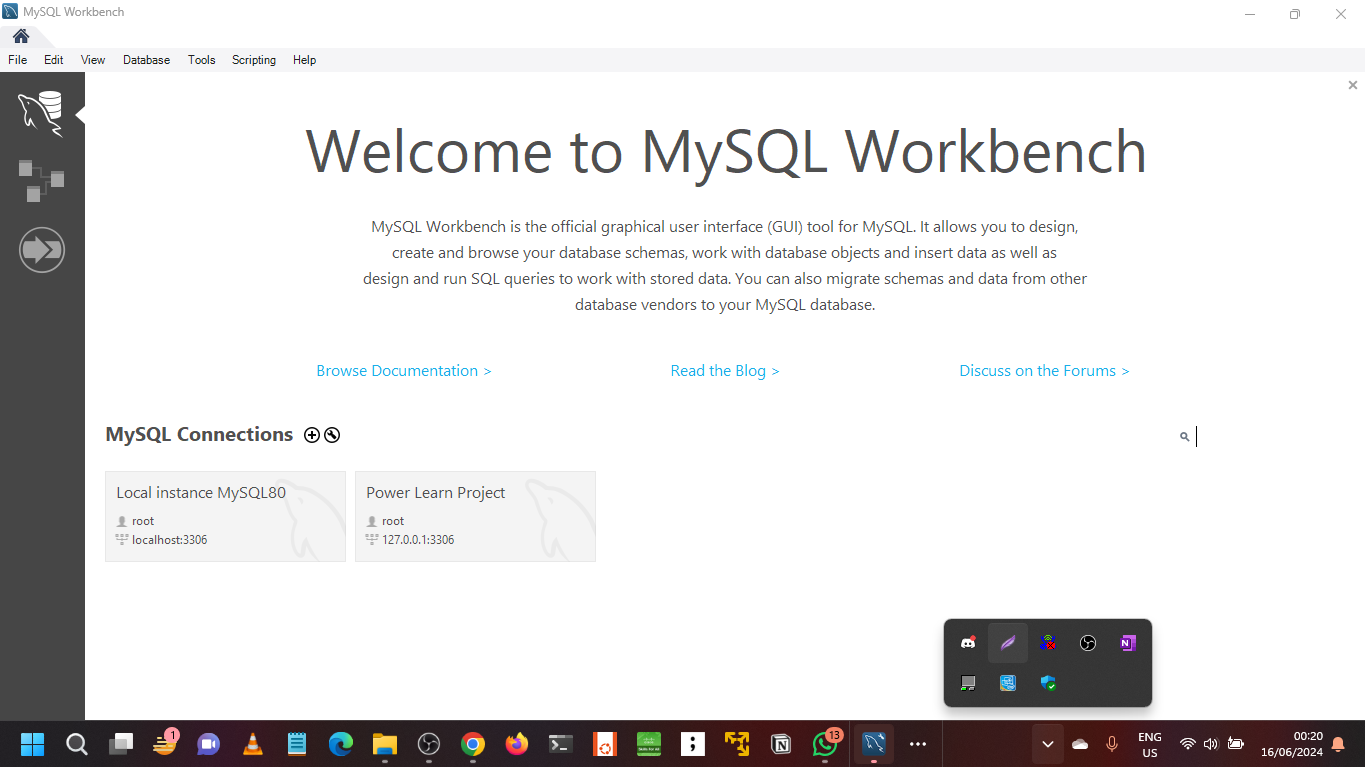 MySQL Workbench
File Edit View Database Tools Scripting Help
Welcome to MySQL Workbench
MySQL Workbench is the official graphical user interface (GUI) tool for MySQL. It allows you to design,
create and browse your database schemas, work with database objects and insert data as well as
design and run SQL queries to work with stored data. You can also migrate schemas and data from other
database vendors to your MySQL database.
Browse Documentation > Read the Blog > Discuss on the Forums >
MySQL Connections
Local instance MySQL80
root
localhost:3306
Power Learn Project
root
127.0.0.1:3306
N
1
13
ENG
US
00:20
16/06/2024